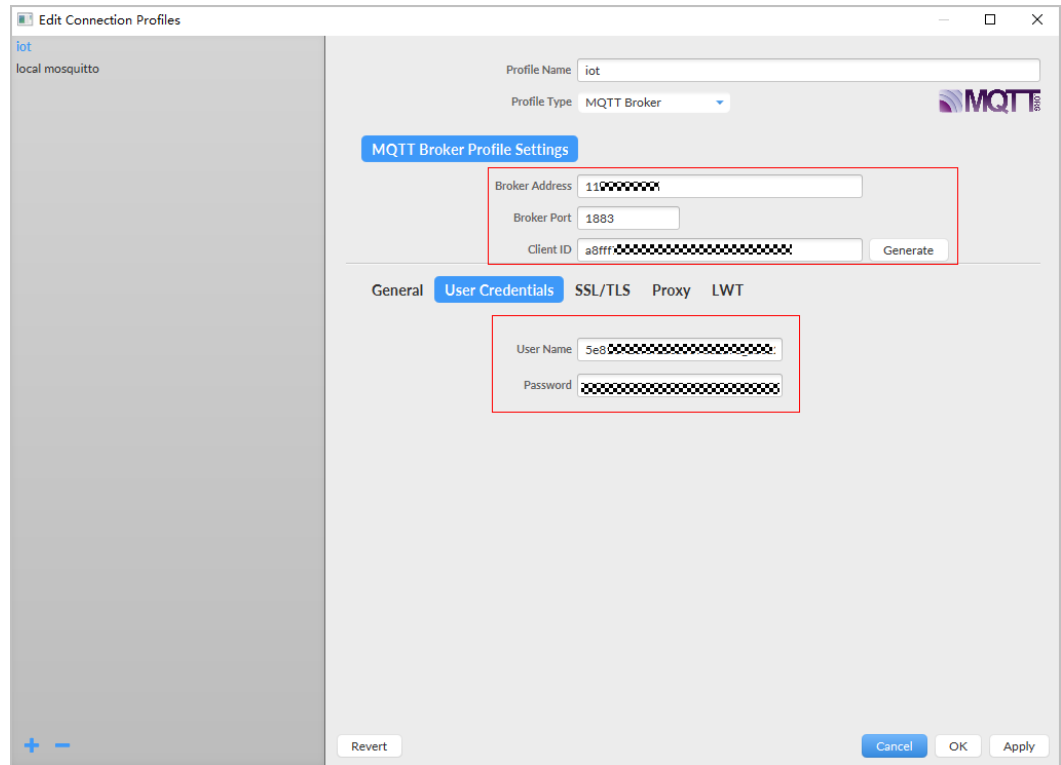 Edit Connection Profiles
iot
local mosquitto
Profile Name iot
Profile Type MQTT Broker
MQTT ORG
MQTT Broker Profile Settings
Broker Address 11
Broker Port 1883
Client ID a8fff Generate
General User Credentials SSL/TLS Proxy LWT
User Name 5e8
Password
Revert Cancel OK Apply